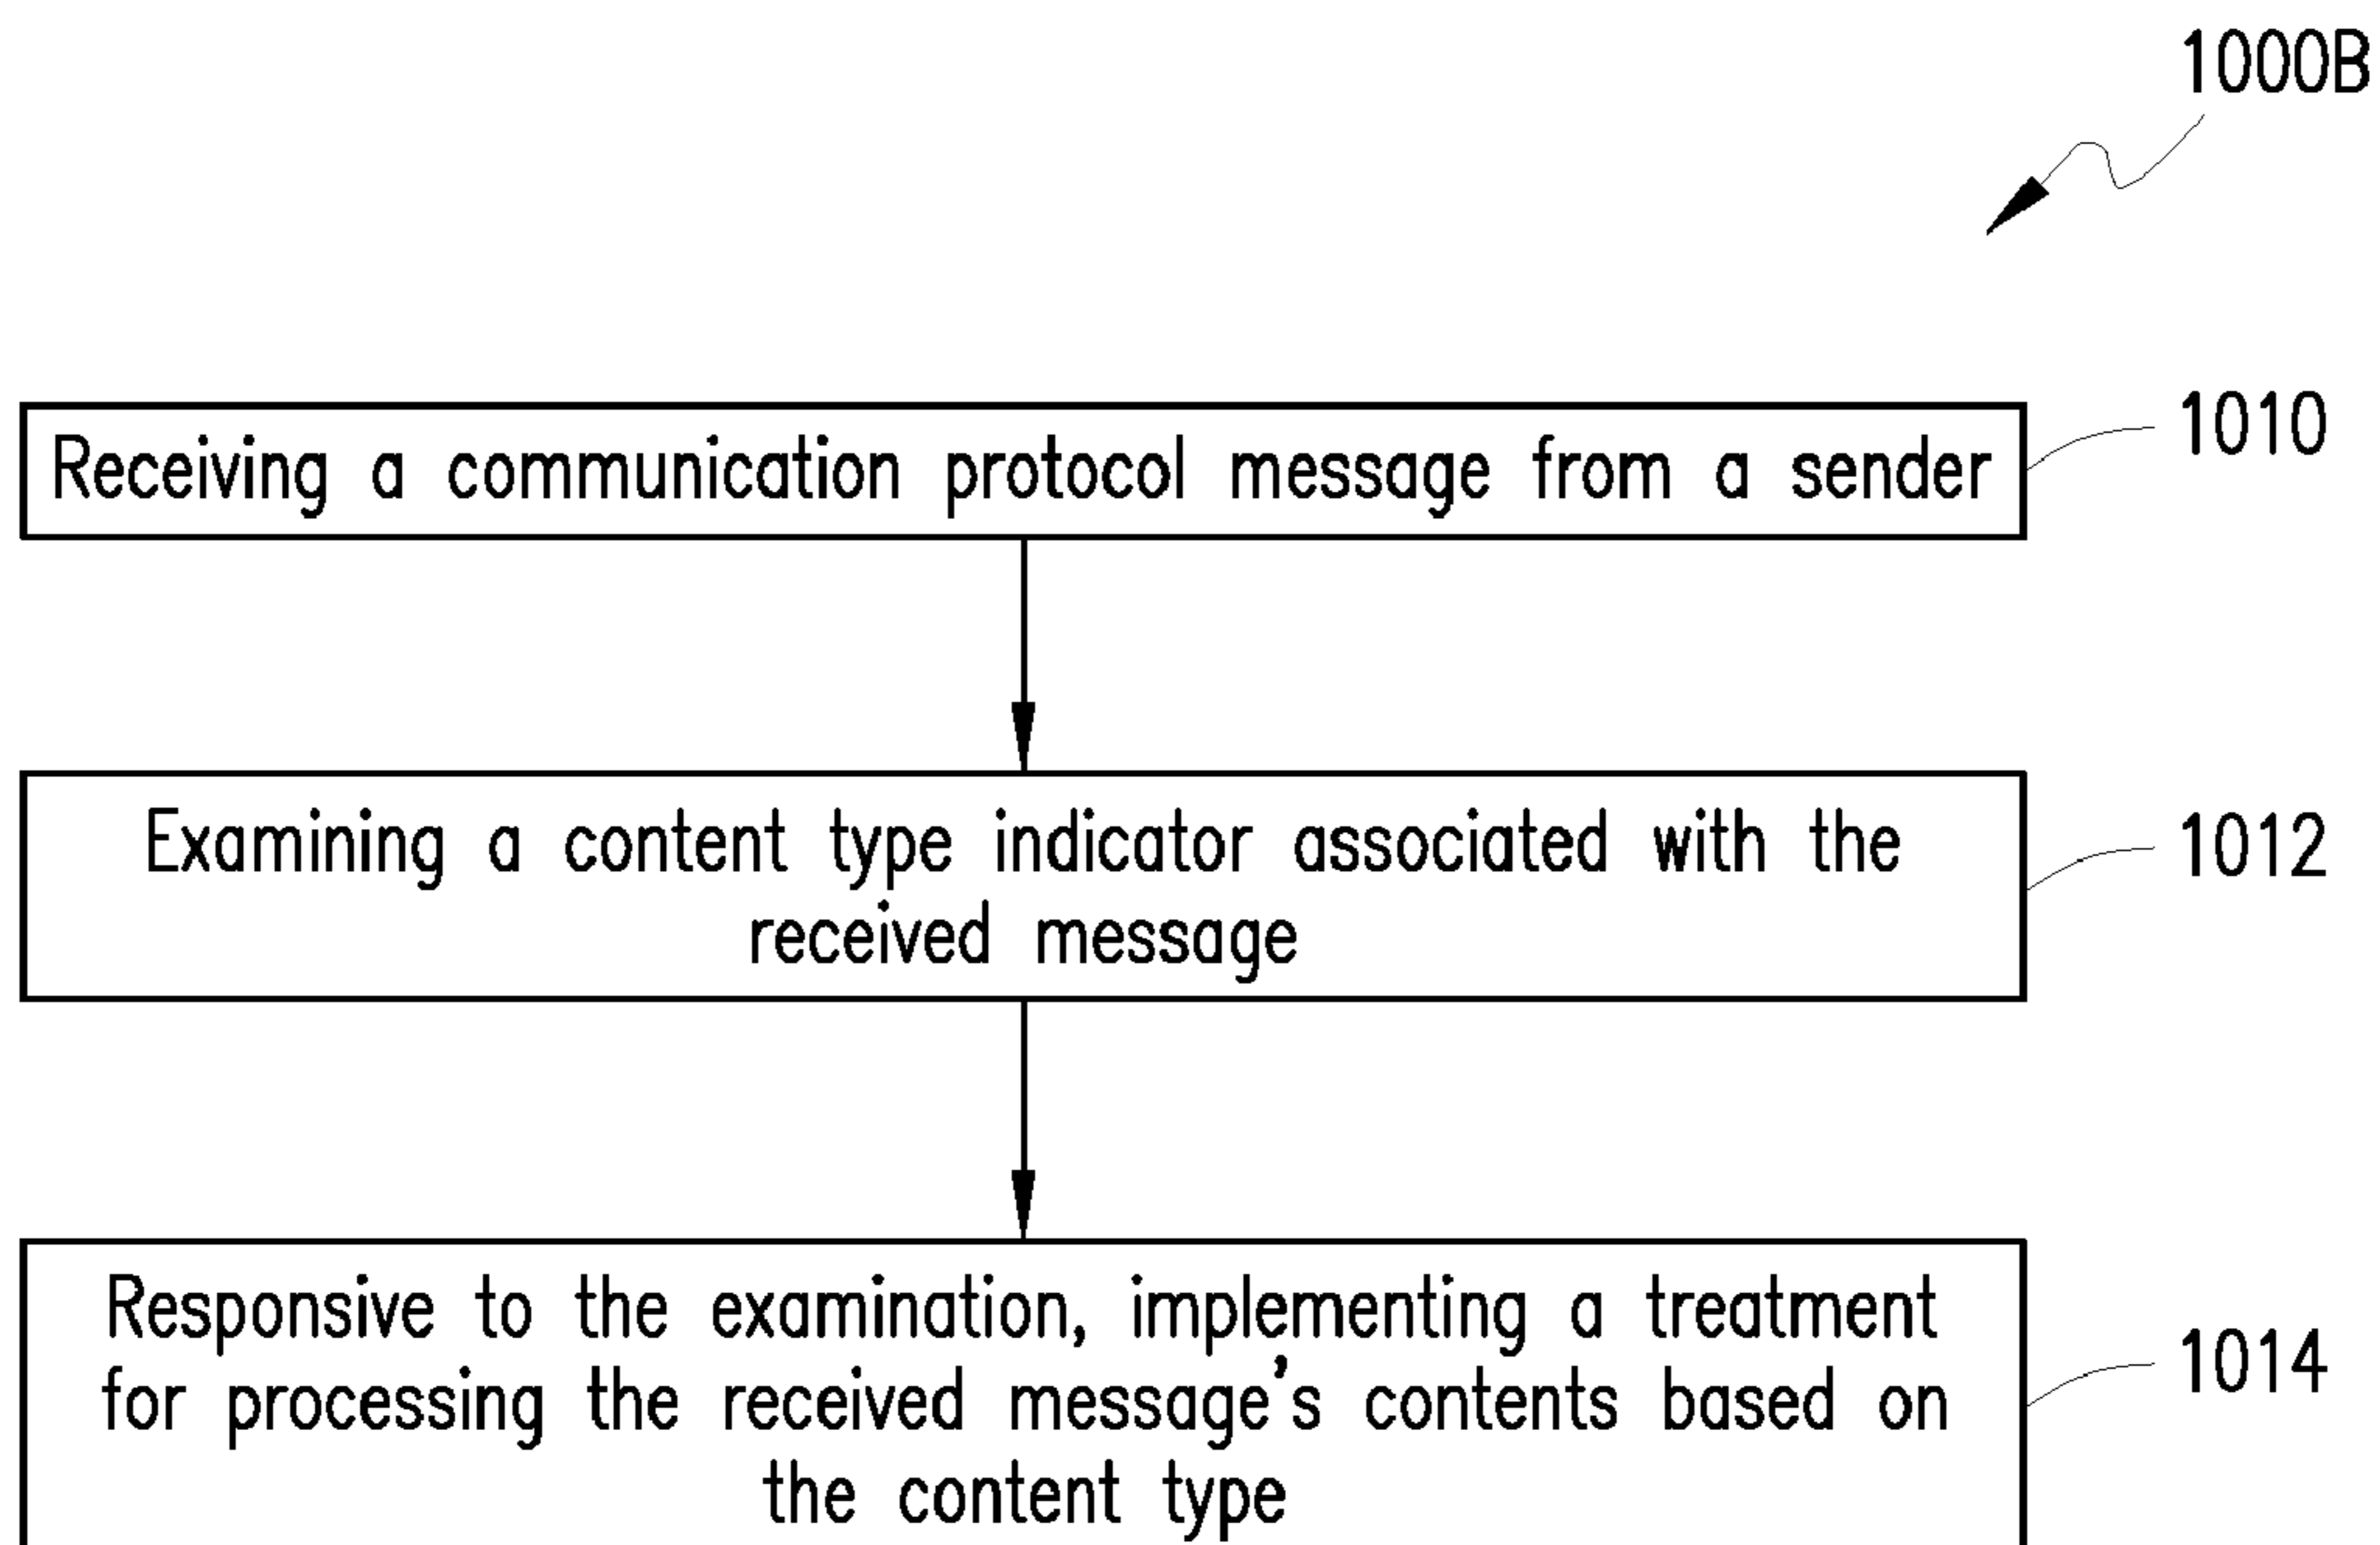 1000B
Receiving a communication protocol message from a sender
1010
Examining a content type indicator associated with the
received message
1012
Responsive to the examination, implementing a treatment
for processing the received message's contents based on
the content type
1014